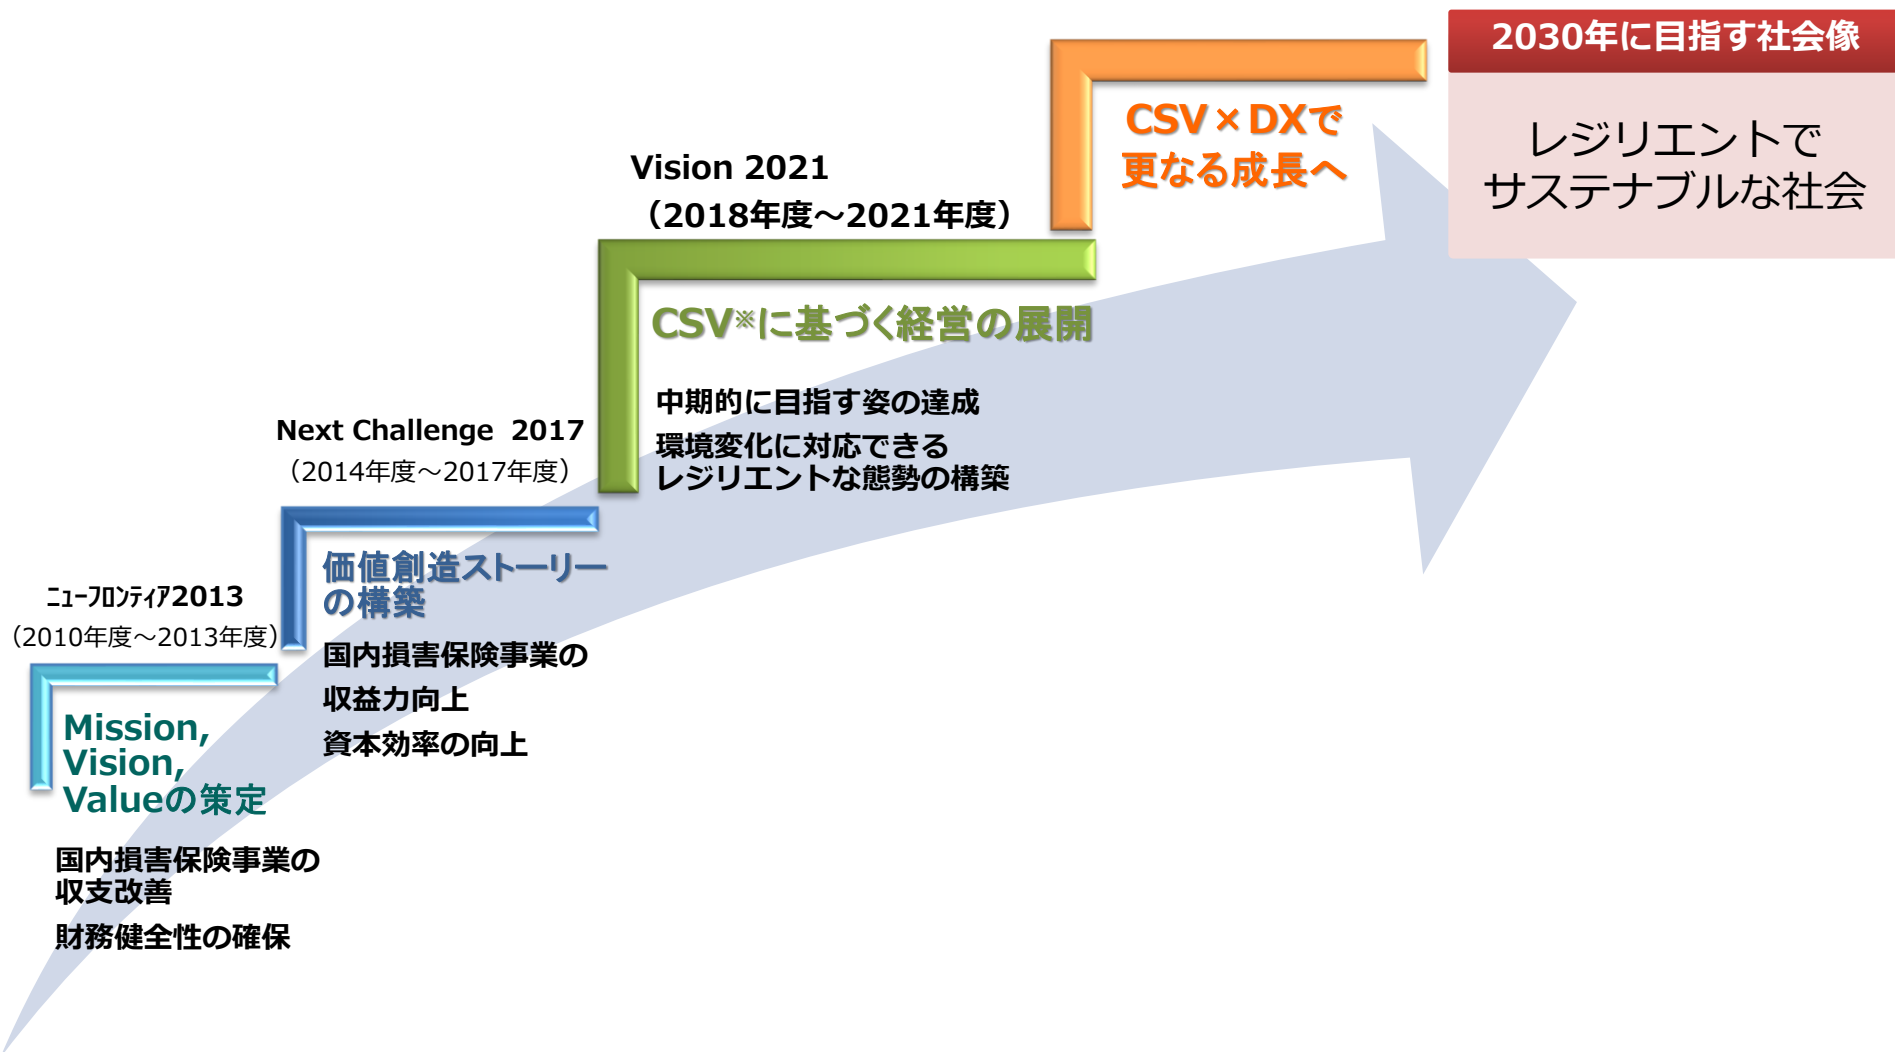 2030年に目指す社会像
レジリエントで
サステナブルな社会
CSV×DXで
更なる成長へ
Vision 2021
（2018年度～2021年度）
CSV※に基づく経営の展開
中期的に目指す姿の達成
環境変化に対応できる
レジリエントな態勢の構築
Next Challenge 2017
（2014年度～2017年度）
価値創造ストーリー
の構築
国内損害保険事業の
収益力向上
資本効率の向上
ﾆｭｰﾌﾛﾝﾃｨｱ2013
（2010年度～2013年度）
Mission,
Vision,
Valueの策定
国内損害保険事業の
収支改善
財務健全性の確保